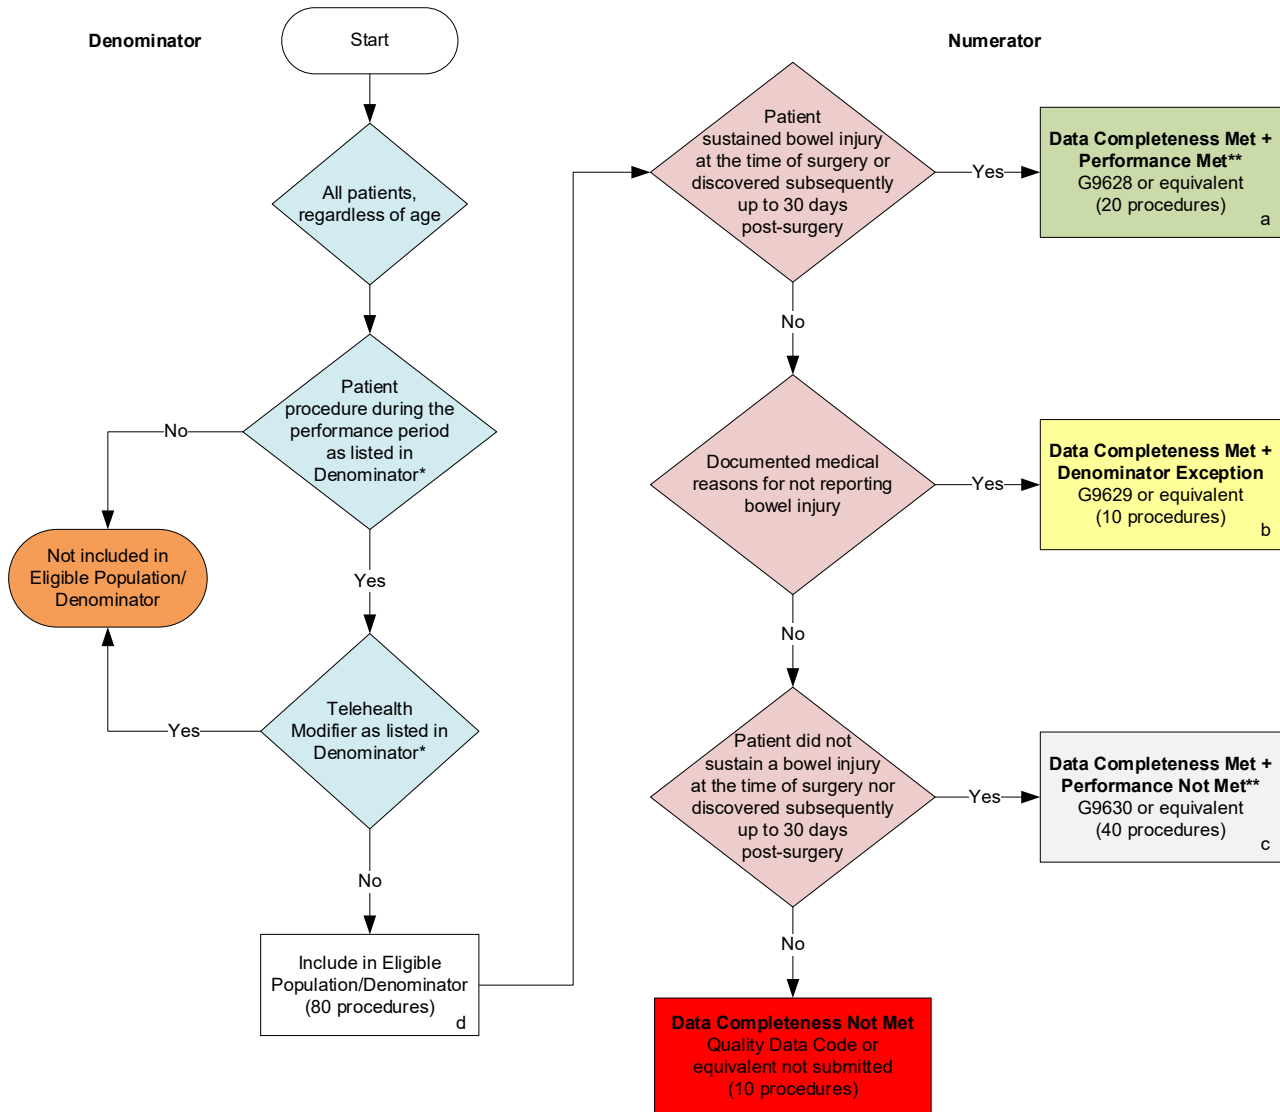 Denominator
Start
All patients,
regardless of age
Patient
procedure during the
performance period
as listed in
Denominator*
No
Not included in
Eligible Population/
Denominator
Yes
Telehealth
Modifier as listed in
Denominator*
Yes
No
Include in Eligible
Population/Denominator
(80 procedures)
d
Numerator
Patient
sustained bowel injury
at the time of surgery or
discovered subsequently
up to 30 days
post-surgery
Yes
Data Completeness Met +
Performance Met**
G9628 or equivalent
(20 procedures)
a
No
Documented medical
reasons for not reporting
bowel injury
Yes
Data Completeness Met +
Denominator Exception
G9629 or equivalent
(10 procedures)
b
No
Patient did not
sustain a bowel injury
at the time of surgery nor
discovered subsequently
up to 30 days
post-surgery
Yes
Data Completeness Met +
Performance Not Met**
G9630 or equivalent
(40 procedures)
c
No
Data Completeness Not Met
Quality Data Code or
equivalent not submitted
(10 procedures)